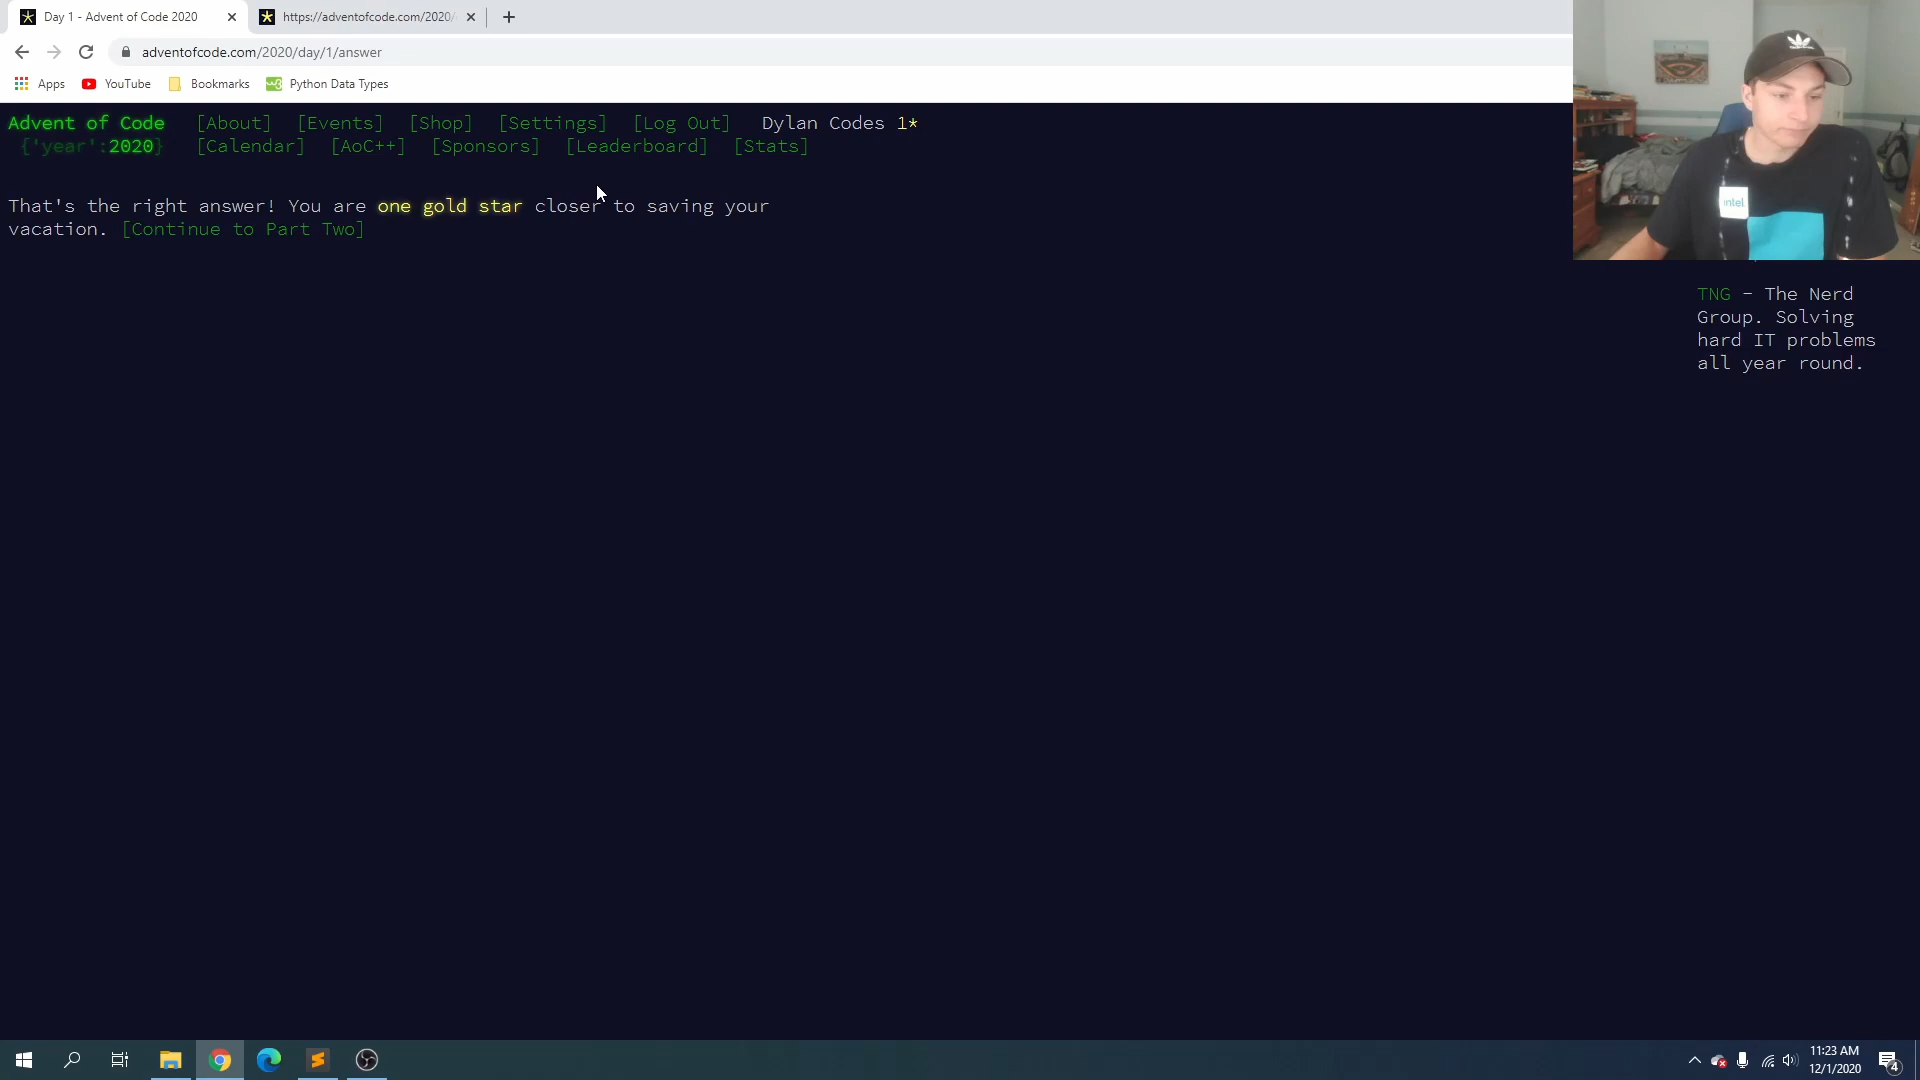 Day 1 - Advent of Code 2020
https://adventofcode.com/2020/
adventofcode.com/2020/day/1/answer
Apps YouTube Bookmarks Python Data Types
Advent of Code [About] [Events] [Shop] [Settings] [Log Out] Dylan Codes 1*
{'year':2020} [Calendar] [AoC++] [Sponsors] [Leaderboard] [Stats]
That's the right answer! You are one gold star closer to saving your
vacation. [Continue to Part Two]
intel
TNG - The Nerd
Group. Solving
hard IT problems
all year round.
11:23 AM
12/1/2020
4